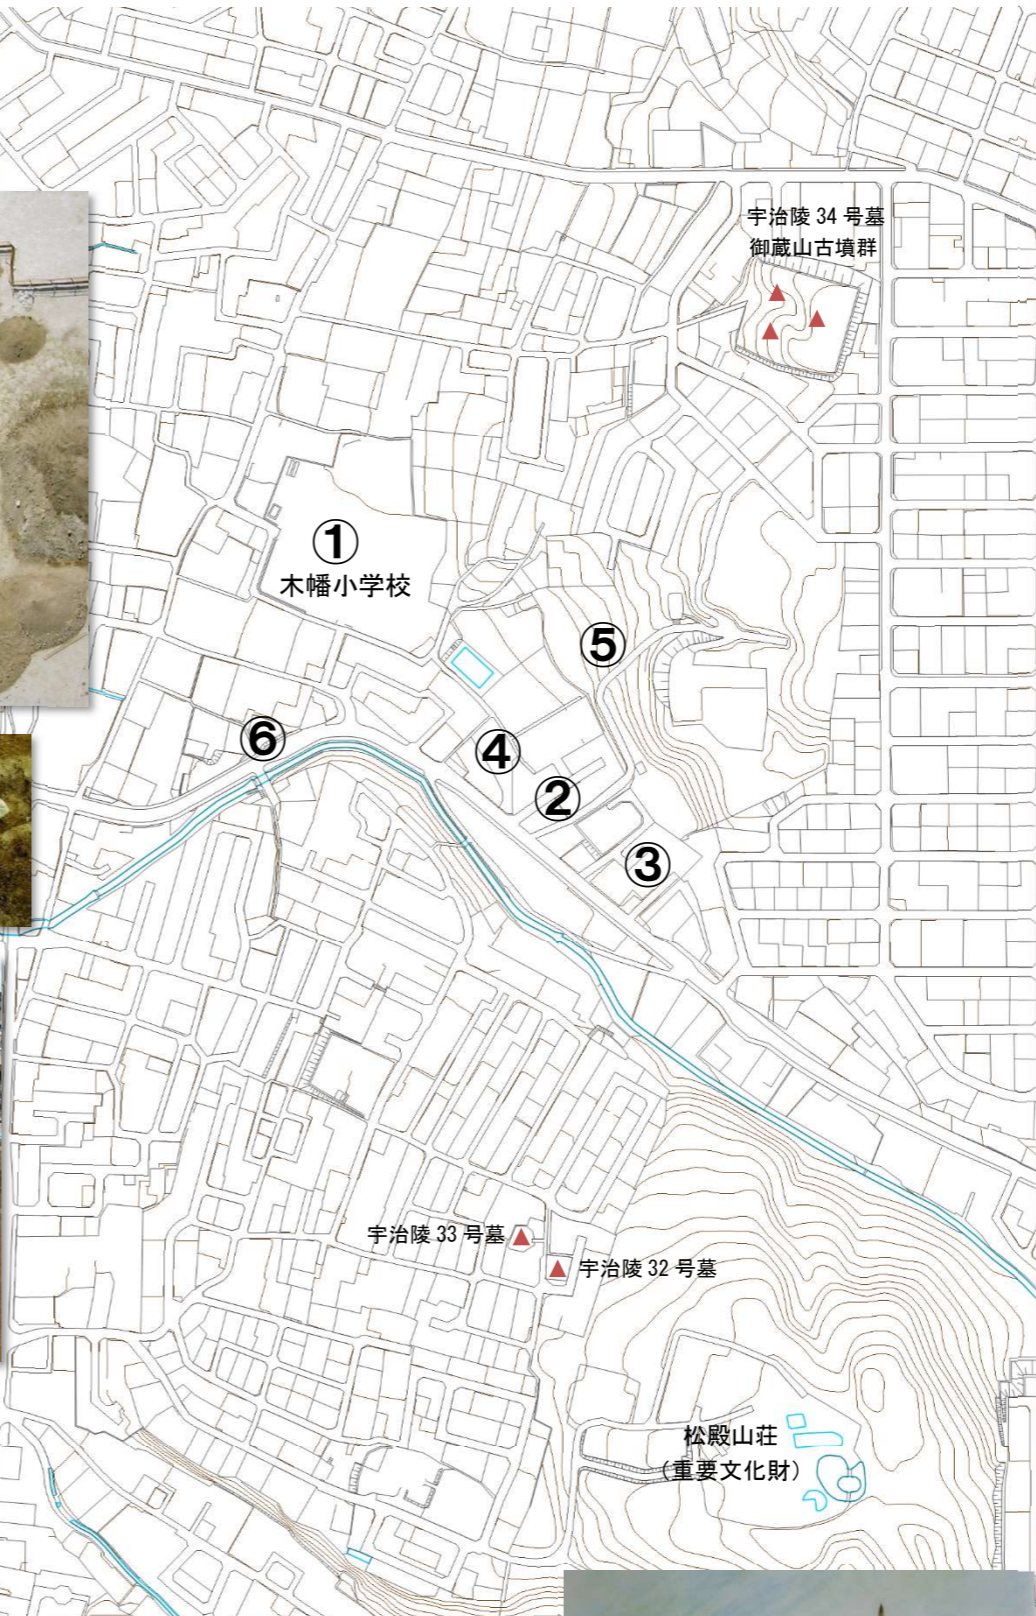 宇治陵 34 号墓
御蔵山古墳群
①
木幡小学校
⑤
⑥
④
②
③
宇治陵 33 号墓
宇治陵 32 号墓
松殿山荘
（重要文化財）